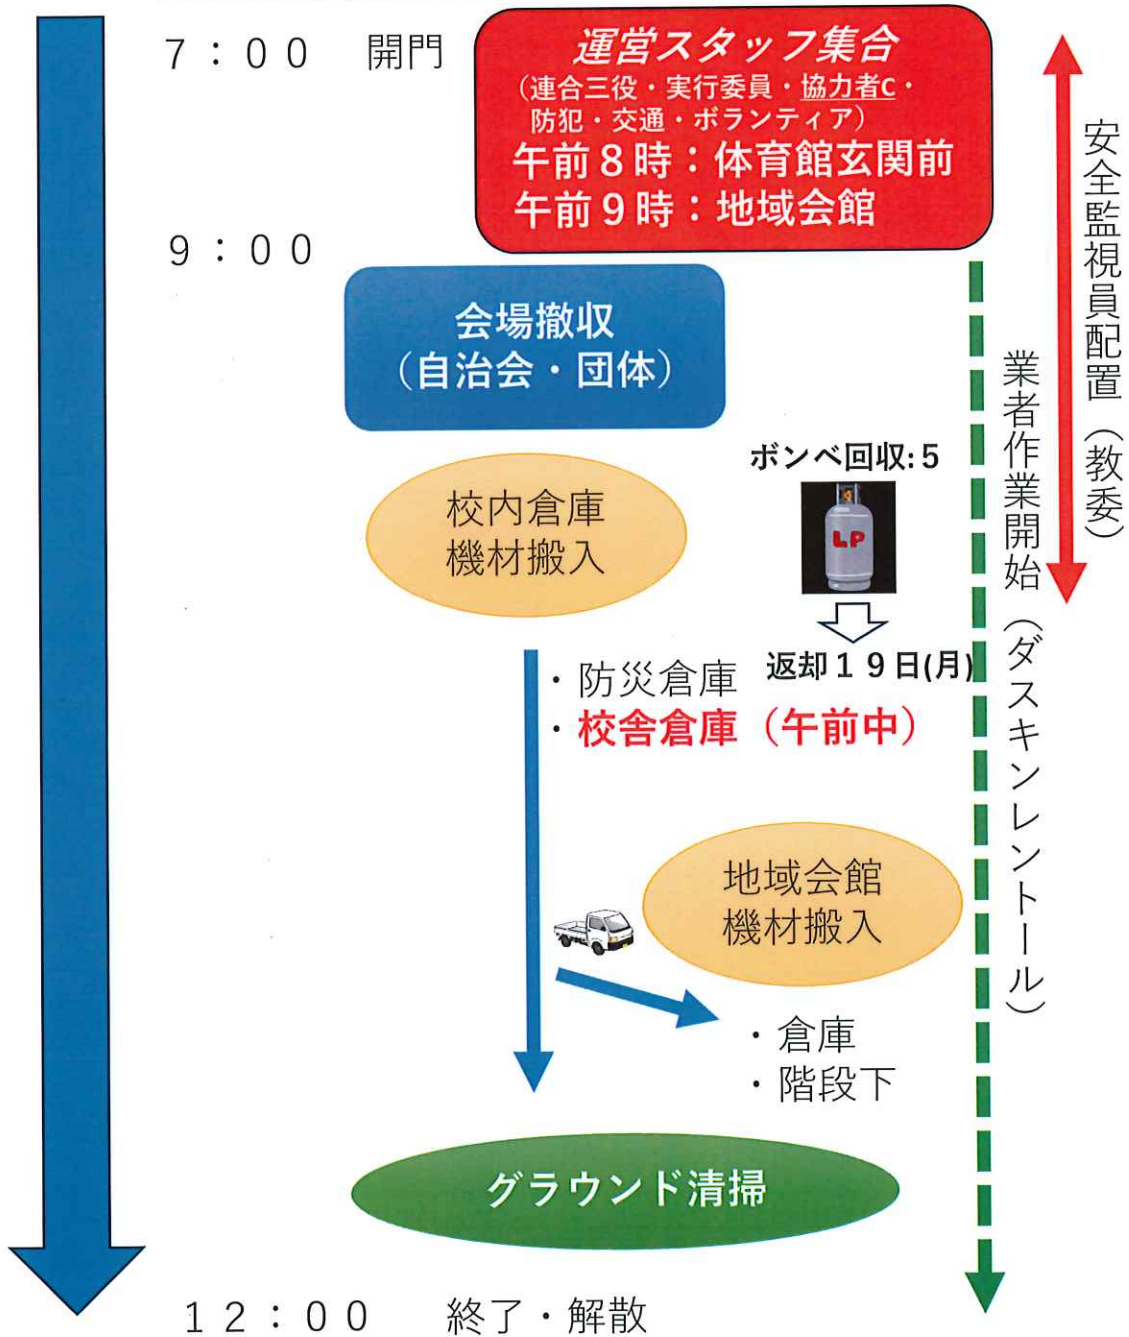 7：00　開門
運営スタッフ集合
（連合三役・実行委員・協力者C・
防犯・交通・ボランティア）
午前８時：体育館玄関前
午前９時：地域会館
9：00
会場撤収
（自治会・団体）
安全監視員配置（教委）
業者作業開始（ダスキンレントール）
校内倉庫
機材搬入
ボンベ回収:５
LP
返却１９日(月)
・防災倉庫
・校舎倉庫（午前中）
地域会館
機材搬入
・倉庫
・階段下
グラウンド清掃
12：00　終了・解散